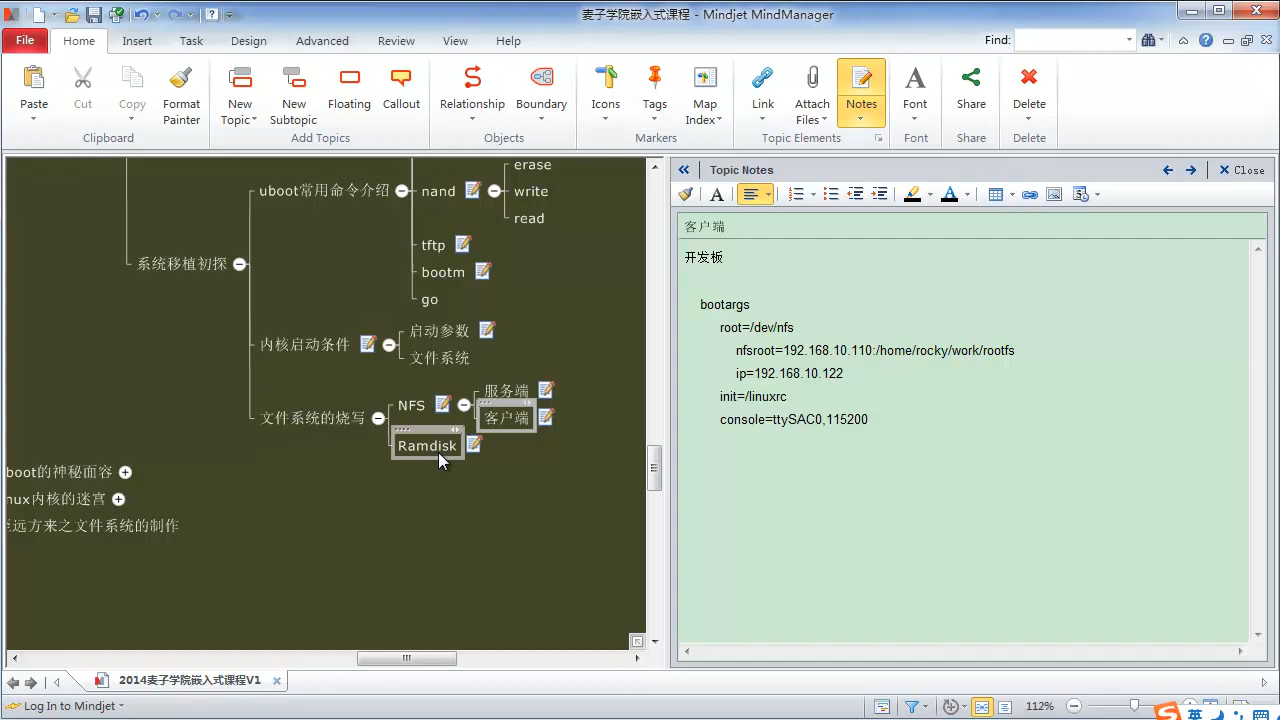 麦子学院嵌入式课程 - Mindjet MindManager
File Home Insert Task Design Advanced Review View Help Find:
Paste Cut Copy Format Painter New Topic New Subtopic Floating Callout Relationship Boundary Icons Tags Map Index Link Attach Files Notes Font Share Delete
Clipboard Add Topics Objects Markers Topic Elements Font Share Delete
erase
uboot常用命令介绍 nand write
read
tftp
系统移植初探
bootm
go
启动参数
内核启动条件
文件系统
服务端
NFS
文件系统的烧写 客户端
Ramdisk
boot的神秘面容
nux内核的迷宫
远方来之文件系统的制作
Topic Notes Close
客户端
开发板
bootargs
root=/dev/nfs
nfsroot=192.168.10.110:/home/rocky/work/rootfs
ip=192.168.10.122
init=/linuxrc
console=ttySAC0,115200
2014麦子学院嵌入式课程V1
Log In to Mindjet 112% 英